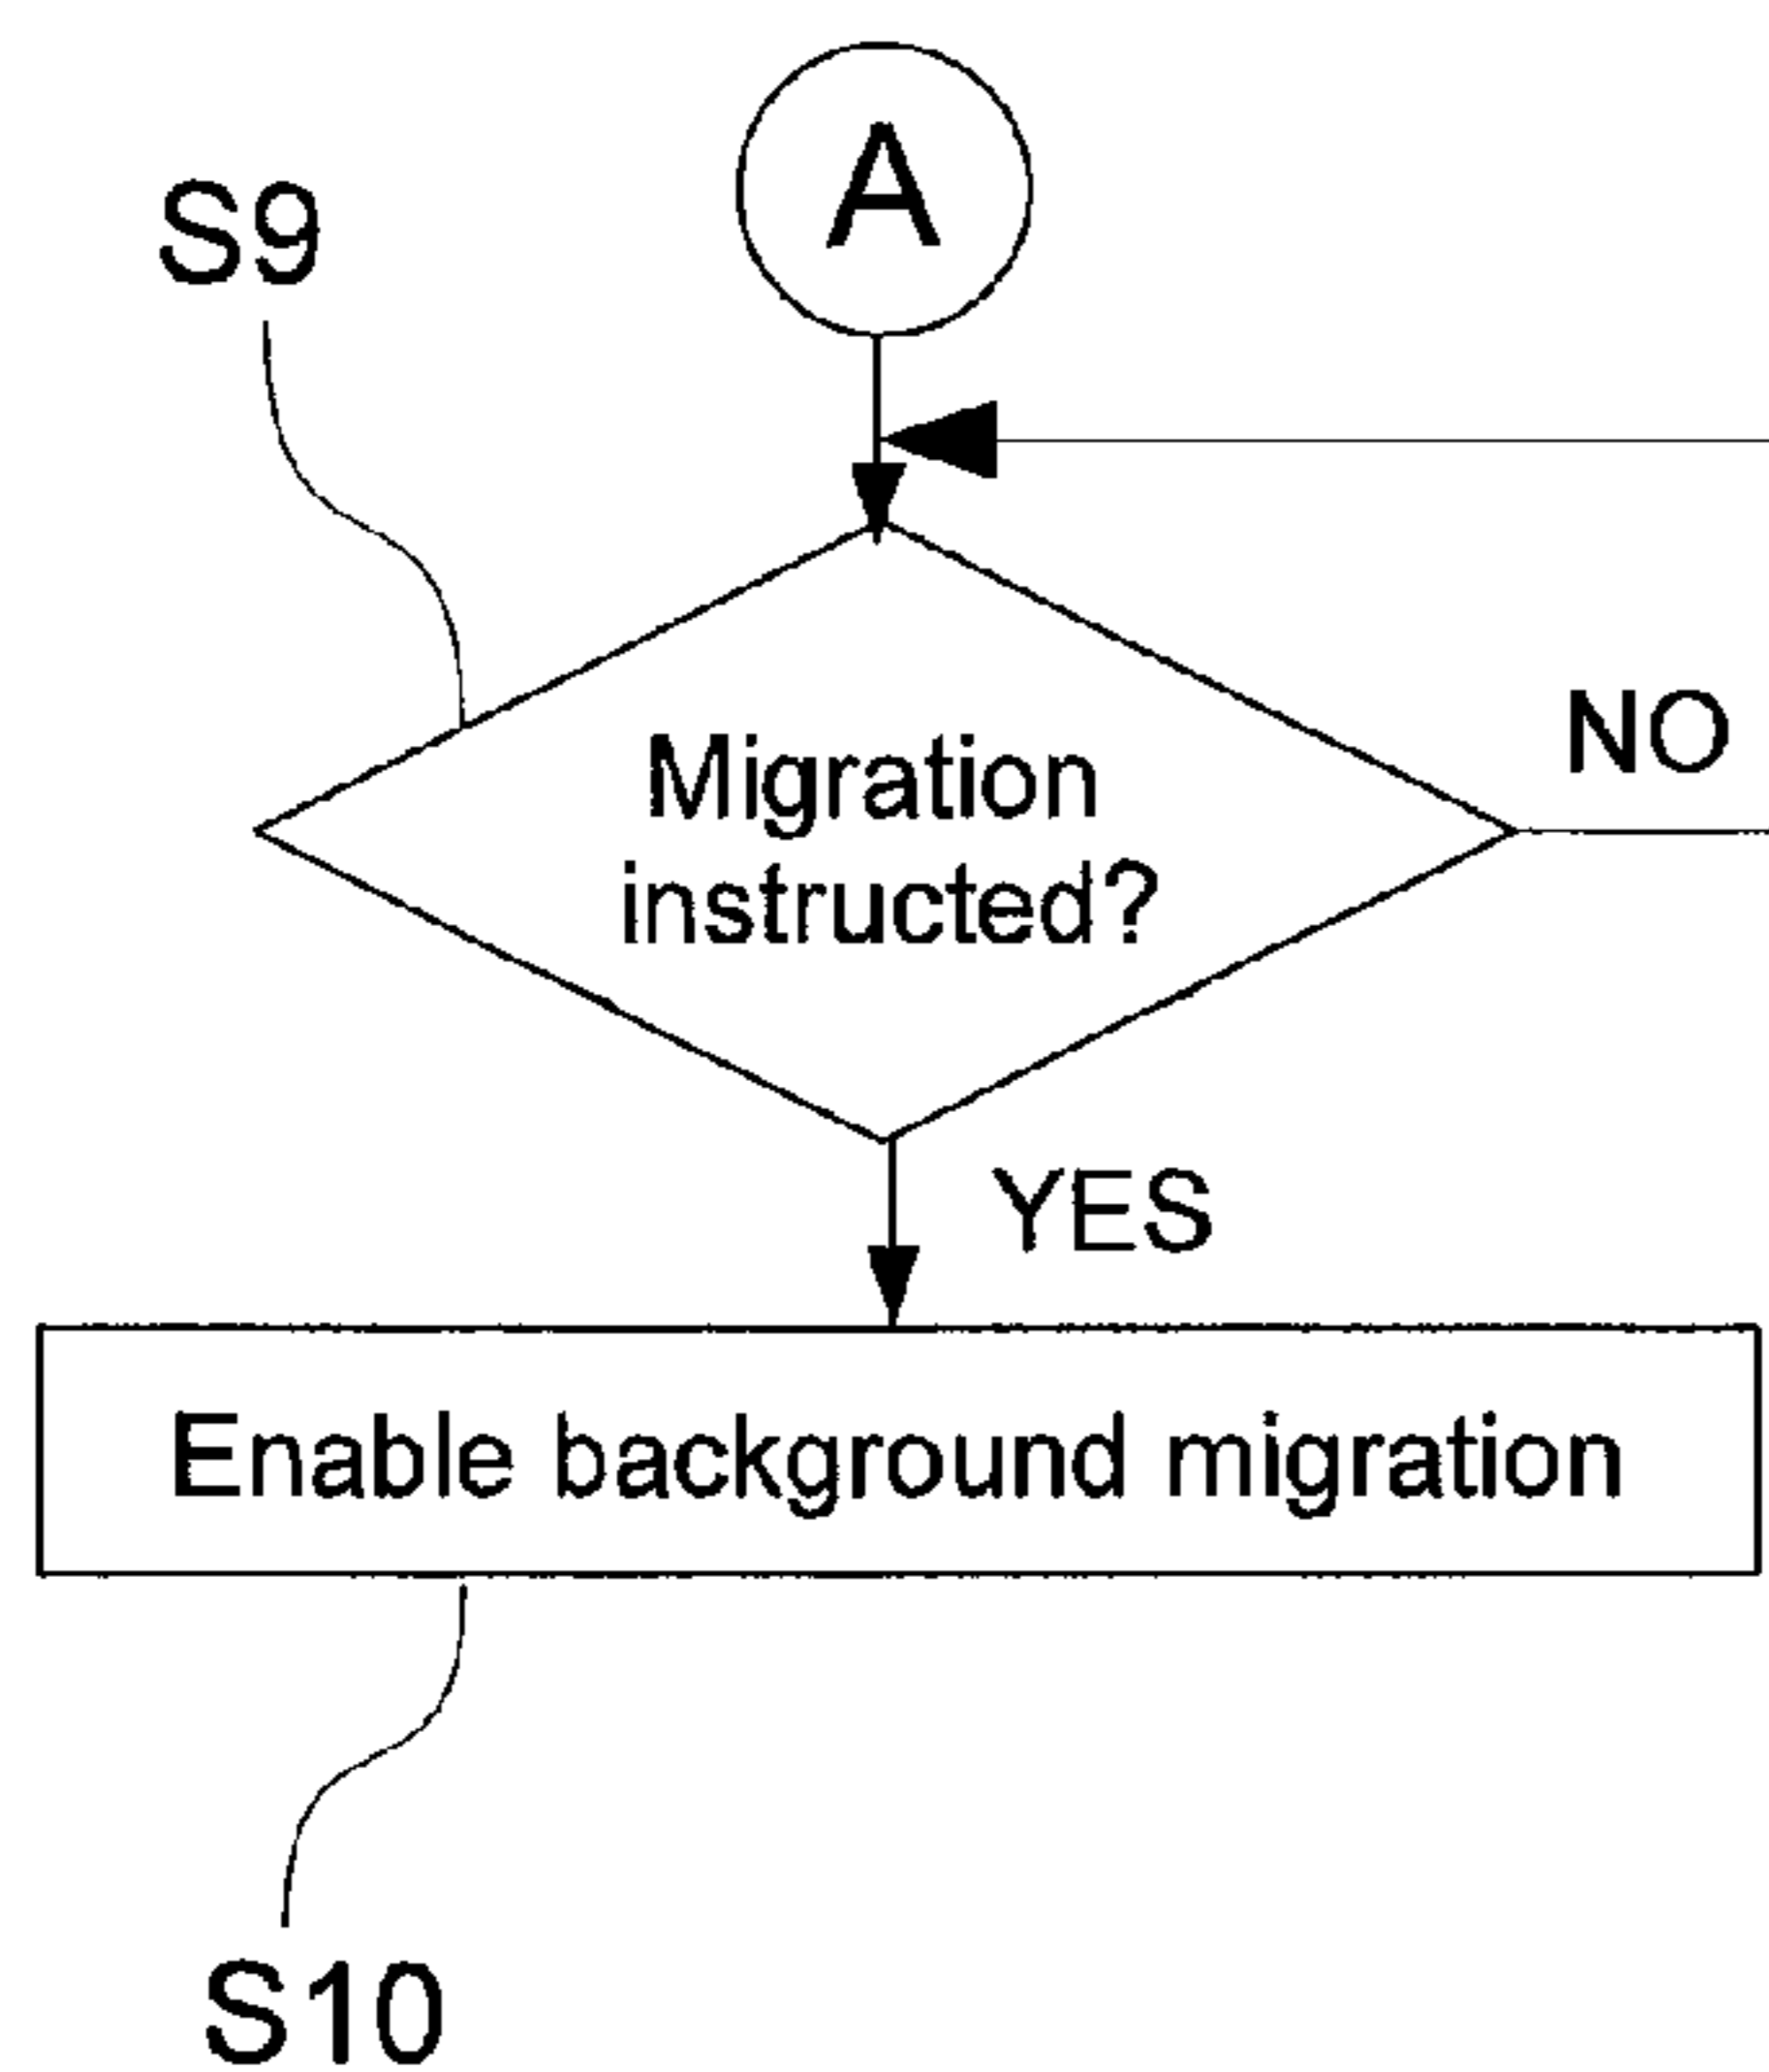 A
S9
Migration
instructed?
NO
YES
Enable background migration
S10